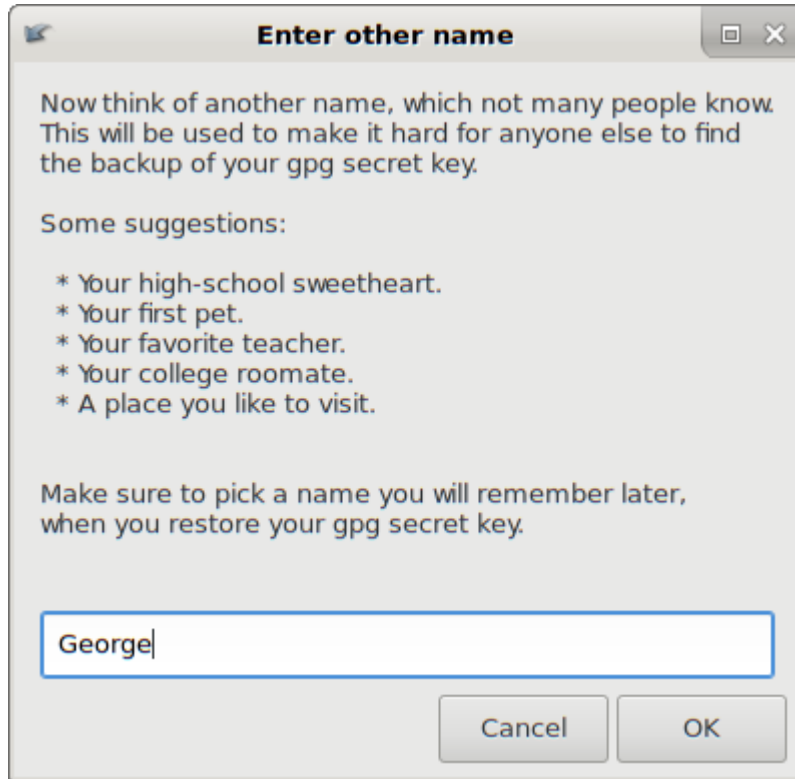 Enter other name
Now think of another name, which not many people know.
This will be used to make it hard for anyone else to find
the backup of your gpg secret key.
Some suggestions:
* Your high-school sweetheart.
* Your first pet.
* Your favorite teacher.
* Your college roomate.
* A place you like to visit.
Make sure to pick a name you will remember later,
when you restore your gpg secret key.
George
Cancel OK